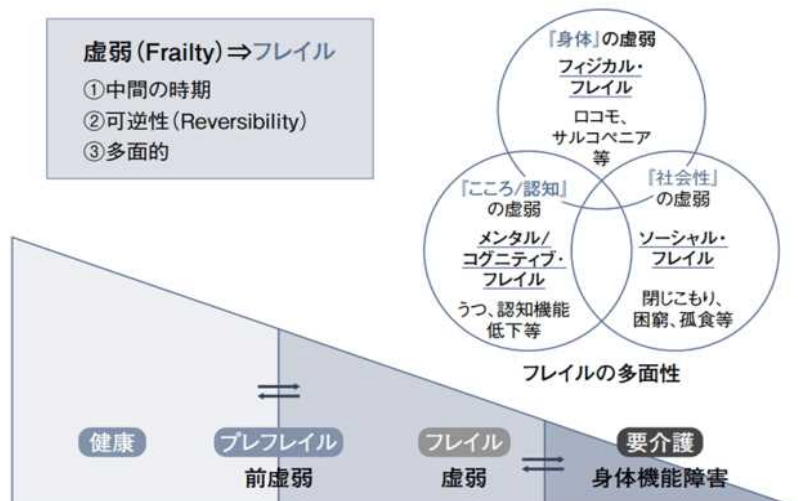 虚弱(Frailty)⇒フレイル
①中間の時期
②可逆性(Reversibility)
③多面的
『身体』の虚弱
フィジカル・
フレイル
ロコモ、
サルコペニア
等
『こころ/認知』
の虚弱
メンタル/
コグニティブ・
フレイル
うつ、認知機能
低下等
『社会性』
の虚弱
ソーシャル・
フレイル
閉じこもり、
困窮、孤食等
フレイルの多面性
健康
プレフレイル
前虚弱
フレイル
虚弱
要介護
身体機能障害